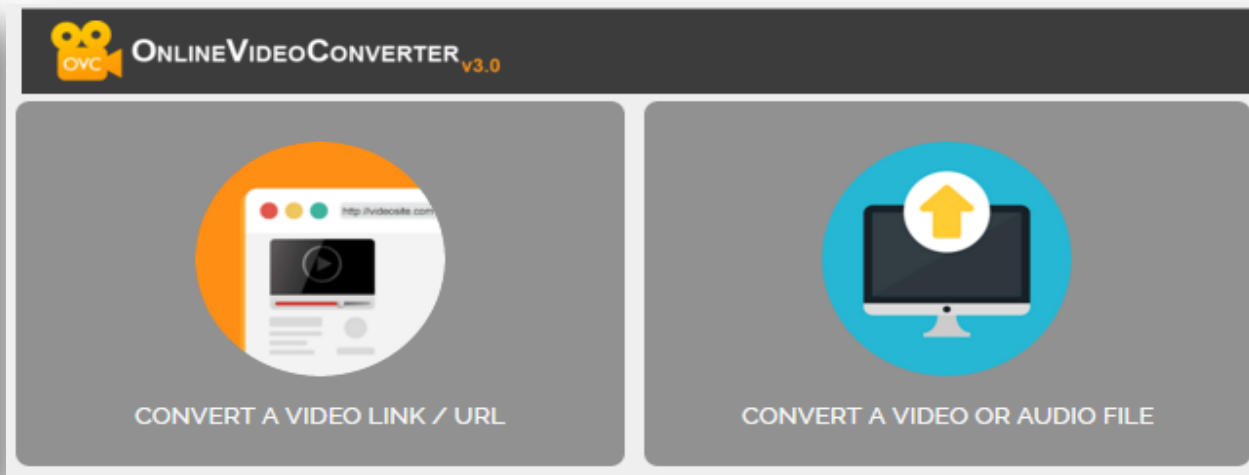 OVC
ONLINEVIDEOCONVERTER v3.0
http://videosite.com
CONVERT A VIDEO LINK / URL
CONVERT A VIDEO OR AUDIO FILE